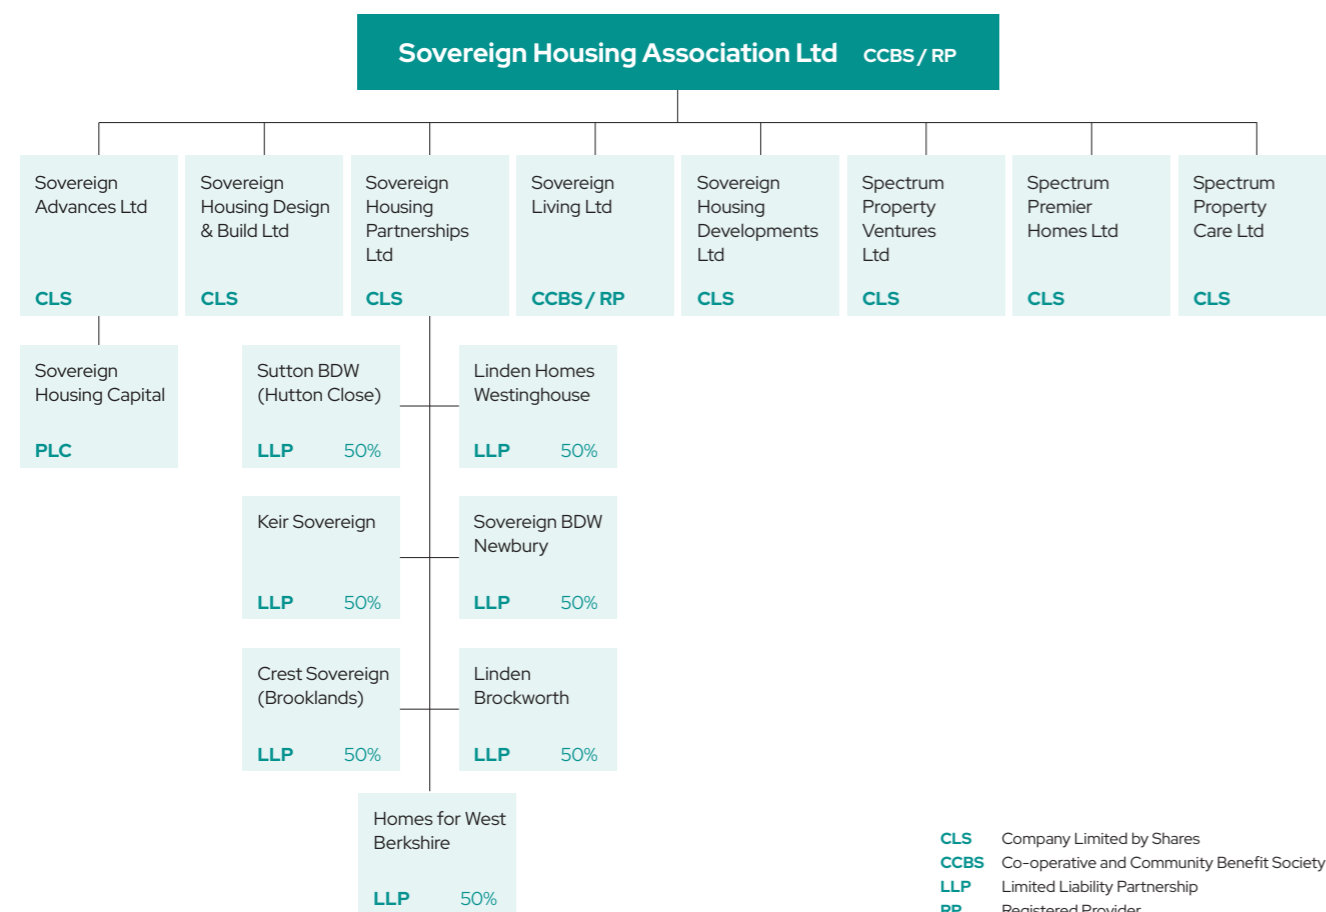 Sovereign Housing Association Ltd CCBS / RP
Sovereign
Advances Ltd
CLS
Sovereign
Housing Design
& Build Ltd
CLS
Sovereign
Housing
Partnerships
Ltd
CLS
Sovereign
Living Ltd
CCBS / RP
Sovereign
Housing
Developments
Ltd
CLS
Spectrum
Property
Ventures
Ltd
CLS
Spectrum
Premier
Homes Ltd
CLS
Spectrum
Property
Care Ltd
CLS
Sovereign
Housing Capital
PLC
Sutton BDW
(Hutton Close)
LLP 50%
Linden Homes
Westinghouse
LLP 50%
Keir Sovereign
LLP 50%
Sovereign BDW
Newbury
LLP 50%
Crest Sovereign
(Brooklands)
LLP 50%
Linden
Brockworth
LLP 50%
Homes for West
Berkshire
LLP 50%
CLS Company Limited by Shares
CCBS Co-operative and Community Benefit Society
LLP Limited Liability Partnership
RP Registered Provider